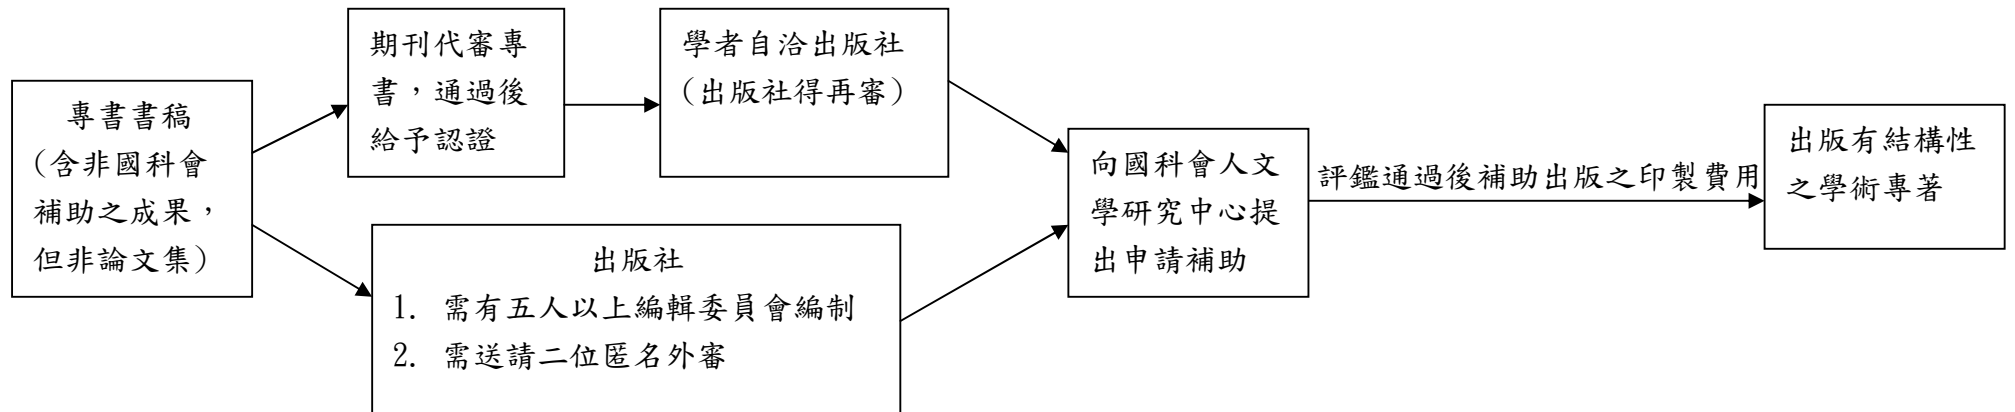 專書書稿
(含非國科會
補助之成果，
但非論文集)
期刊代審專
書，通過後
給予認證
學者自洽出版社
(出版社得再審)
出版社
1. 需有五人以上編輯委員會編制
2. 需送請二位匿名外審
向國科會人文
學研究中心提
出申請補助
評鑑通過後補助出版之印製費用
出版有結構性
之學術專著